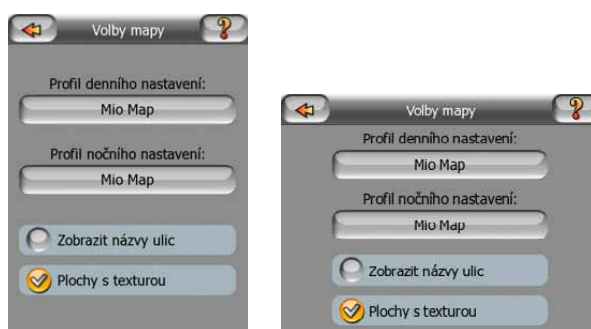 Volby mapy
Profil denního nastavení:
Mio Map
Profil nočního nastavení:
Mio Map
Zobrazit názvy ulic
Plochy s texturou
Volby mapy
Profil denního nastavení:
Mio Map
Profil nočního nastavení:
Mio Map
Zobrazit názvy ulic
Plochy s texturou